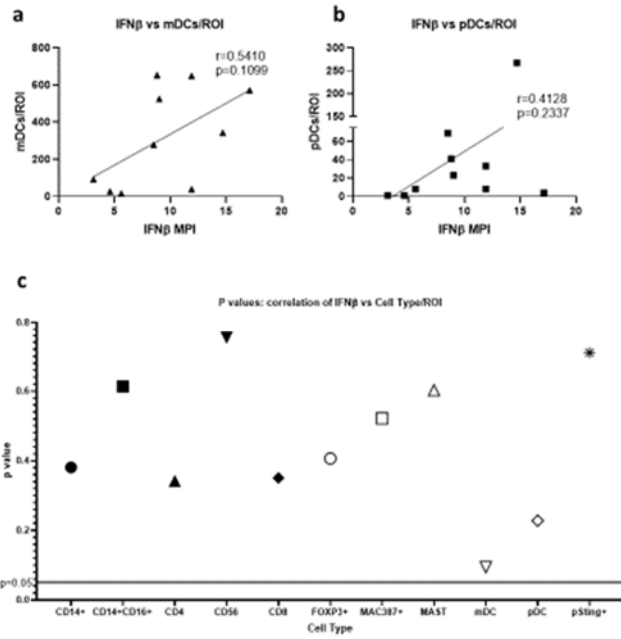 a
IFNβ vs mDCs/ROI
r=0.5410
p=0.1099
mDCs/ROI
800
600
400
200
0
0 5 10 15 20
IFNβ MPI
b
IFNβ vs pDCs/ROI
r=0.4128
p=0.2337
pDCs/ROI
300
250
200
150
60
40
20
0
0 5 10 15 20
IFNβ MPI
c
P values: correlation of IFNβ vs Cell Type/ROI
p value
0.8
0.6
0.4
0.2
p=0.05
0.0
CD14+ CD14+CD16+ CD4 CD56 CD8 FOXP3+ MAC387+ MAST mDC pDC pSting+
Cell Type